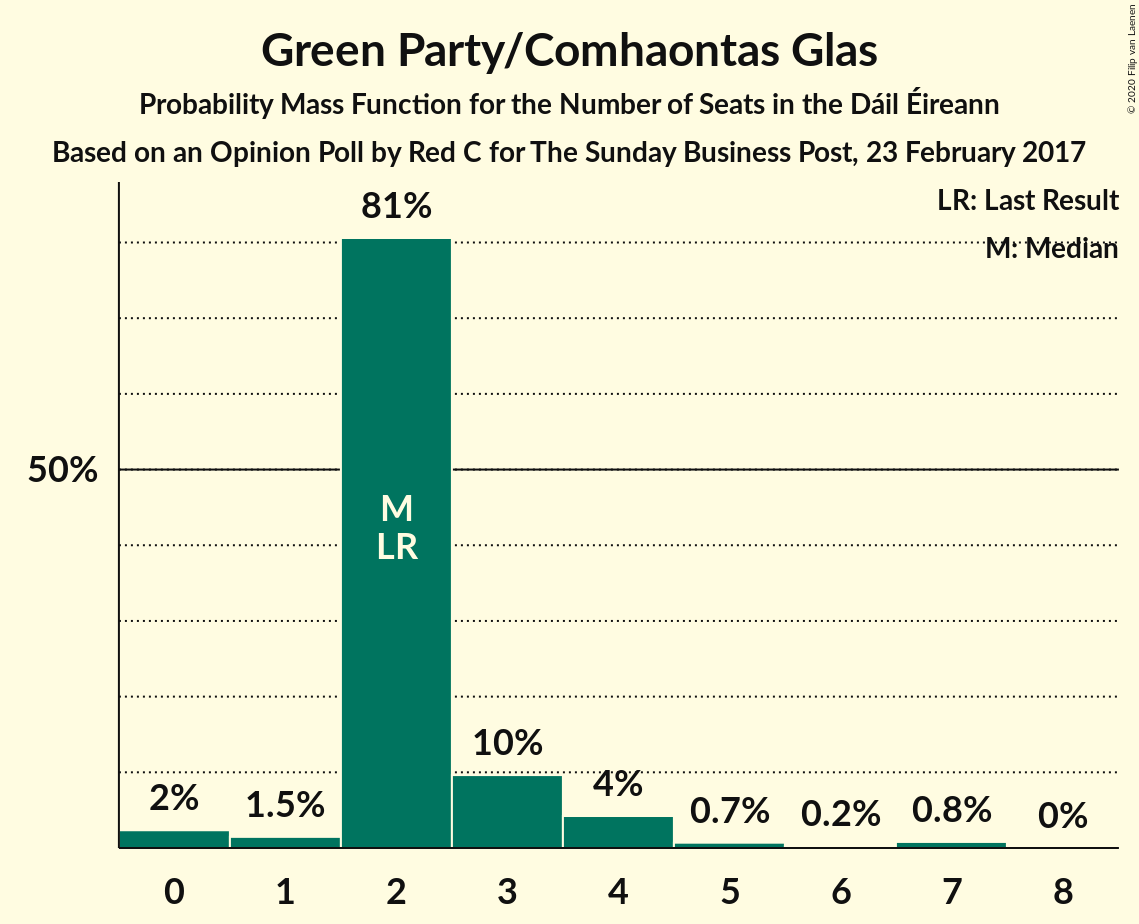 Green Party/Comhaontas Glas
Probability Mass Function for the Number of Seats in the Dáil Éireann
Based on an Opinion Poll by Red C for The Sunday Business Post, 23 February 2017
© 2020 Filip van Laenen
LR: Last Result
M: Median
81%
50%
M
LR
10%
4%
2%
1.5%
0.7%
0.2%
0.8%
0%
0 1 2 3 4 5 6 7 8